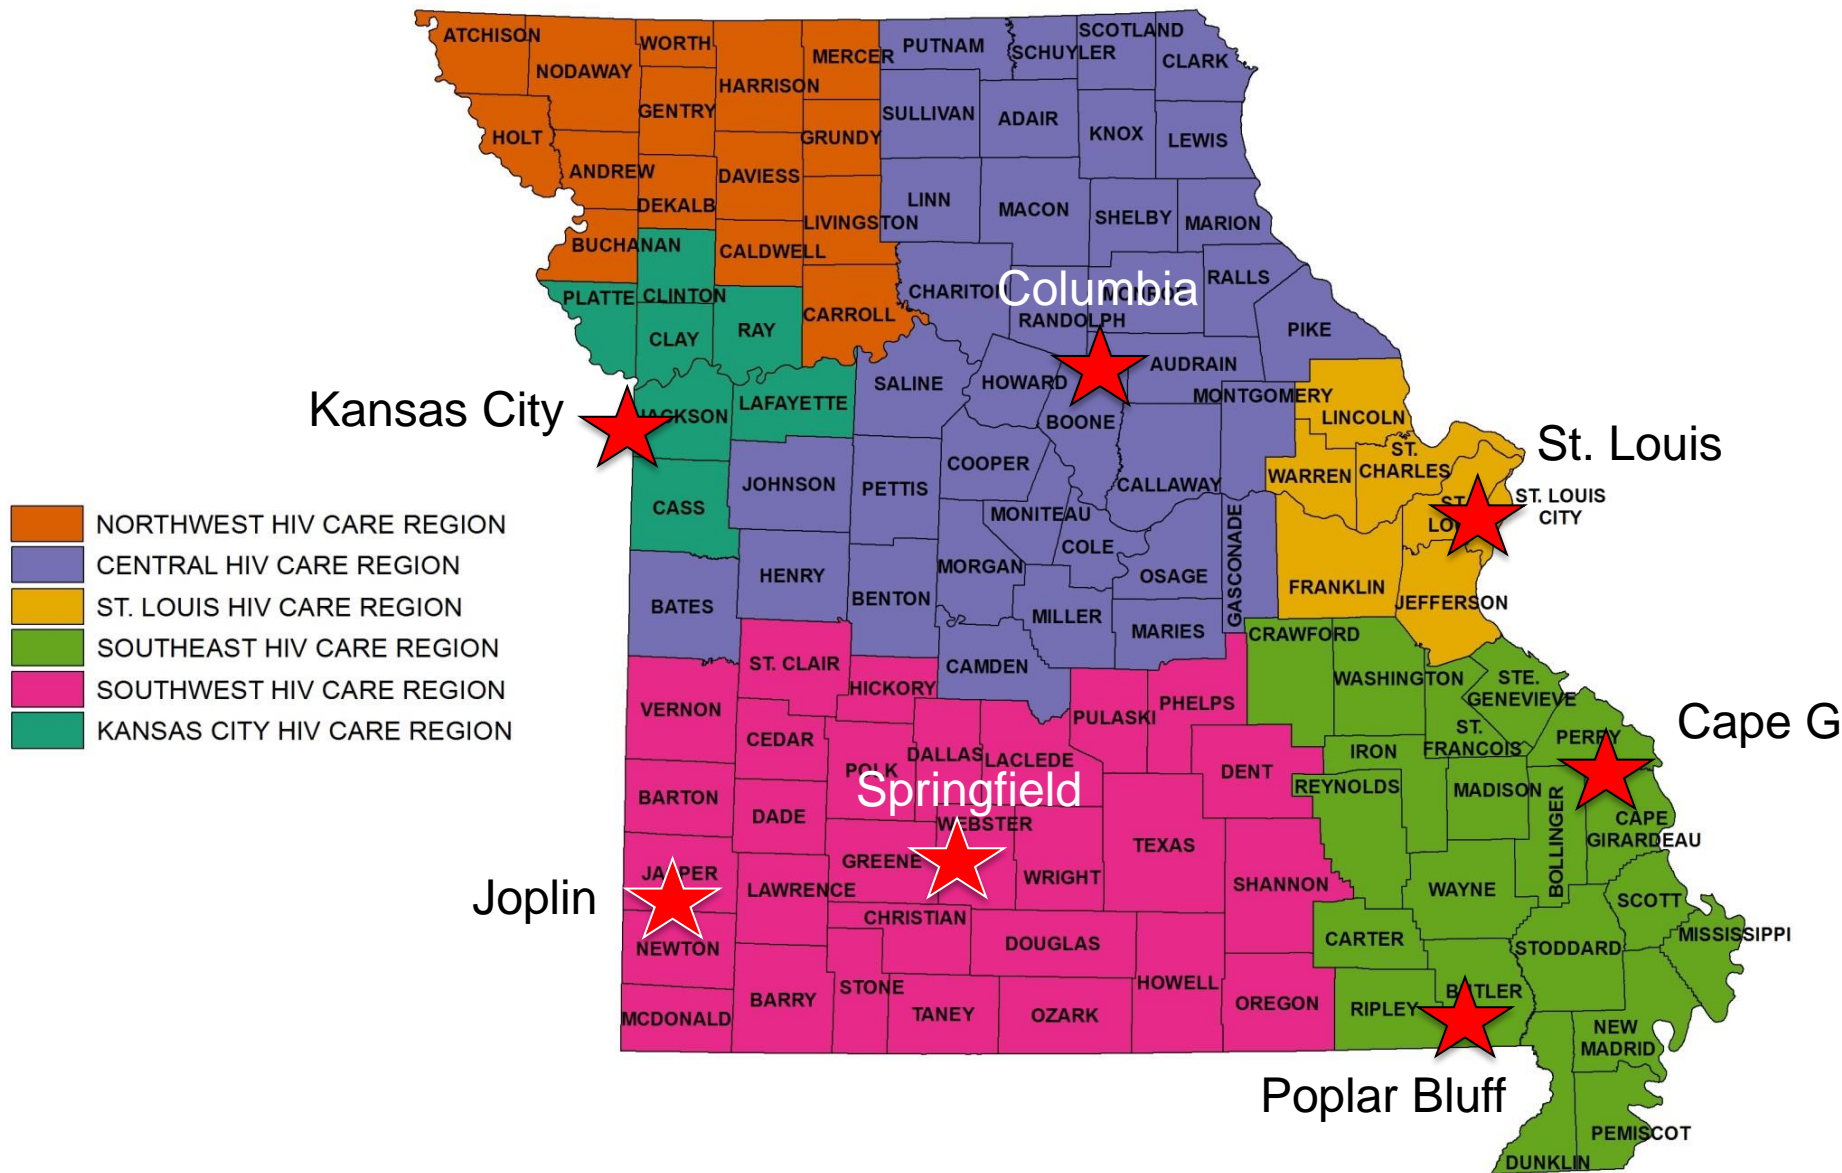 ATCHISON
NODAWAY
WORTH
HARRISON
MERCER
PUTNAM
SCHUYLER
SCOTLAND
CLARK
HOLT
GENTRY
GRUNDY
SULLIVAN
ADAIR
KNOX
LEWIS
ANDREW
DEKALB
DAVIESS
LIVINGSTON
LINN
MACON
SHELBY
MARION
BUCHANAN
CALDWELL
PLATTE
CLINTON
CLAY
RAY
CARROLL
CHARITON
Columbia
RANDOLPH
MONROE
RALLS
PIKE
AUDRAIN
Kansas City
JACKSON
LAFAYETTE
SALINE
HOWARD
BOONE
MONTGOMERY
LINCOLN
St. Louis
CASS
JOHNSON
PETTIS
COOPER
MONITEAU
CALLAWAY
WARREN
ST.
CHARLES
ST.
LO
ST. LOUIS
CITY
NORTHWEST HIV CARE REGION
CENTRAL HIV CARE REGION
ST. LOUIS HIV CARE REGION
SOUTHEAST HIV CARE REGION
SOUTHWEST HIV CARE REGION
KANSAS CITY HIV CARE REGION
BATES
HENRY
BENTON
MORGAN
COLE
MILLER
OSAGE
MARIES
GASCONADE
FRANKLIN
JEFFERSON
CAMDEN
ST. CLAIR
HICKORY
VERNON
CEDAR
POLK
DALLAS
LACLEDE
PULASKI
PHELPS
CRAWFORD
WASHINGTON
STE.
GENEVIEVE
ST.
FRANCOIS
PERRY
Cape G
IRON
DENT
REYNOLDS
MADISON
BOLLINGER
CAPE
GIRARDEAU
BARTON
DADE
Springfield
WEBSTER
GREENE
WRIGHT
TEXAS
SHANNON
WAYNE
SCOTT
MISSISSIPPI
Joplin
JASPER
LAWRENCE
CHRISTIAN
NEWTON
DOUGLAS
HOWELL
CARTER
STODDARD
MCDONALD
BARRY
STONE
TANEY
OZARK
OREGON
RIPLEY
BUTLER
NEW
MADRID
Poplar Bluff
PEMISCOT
DUNKLIN